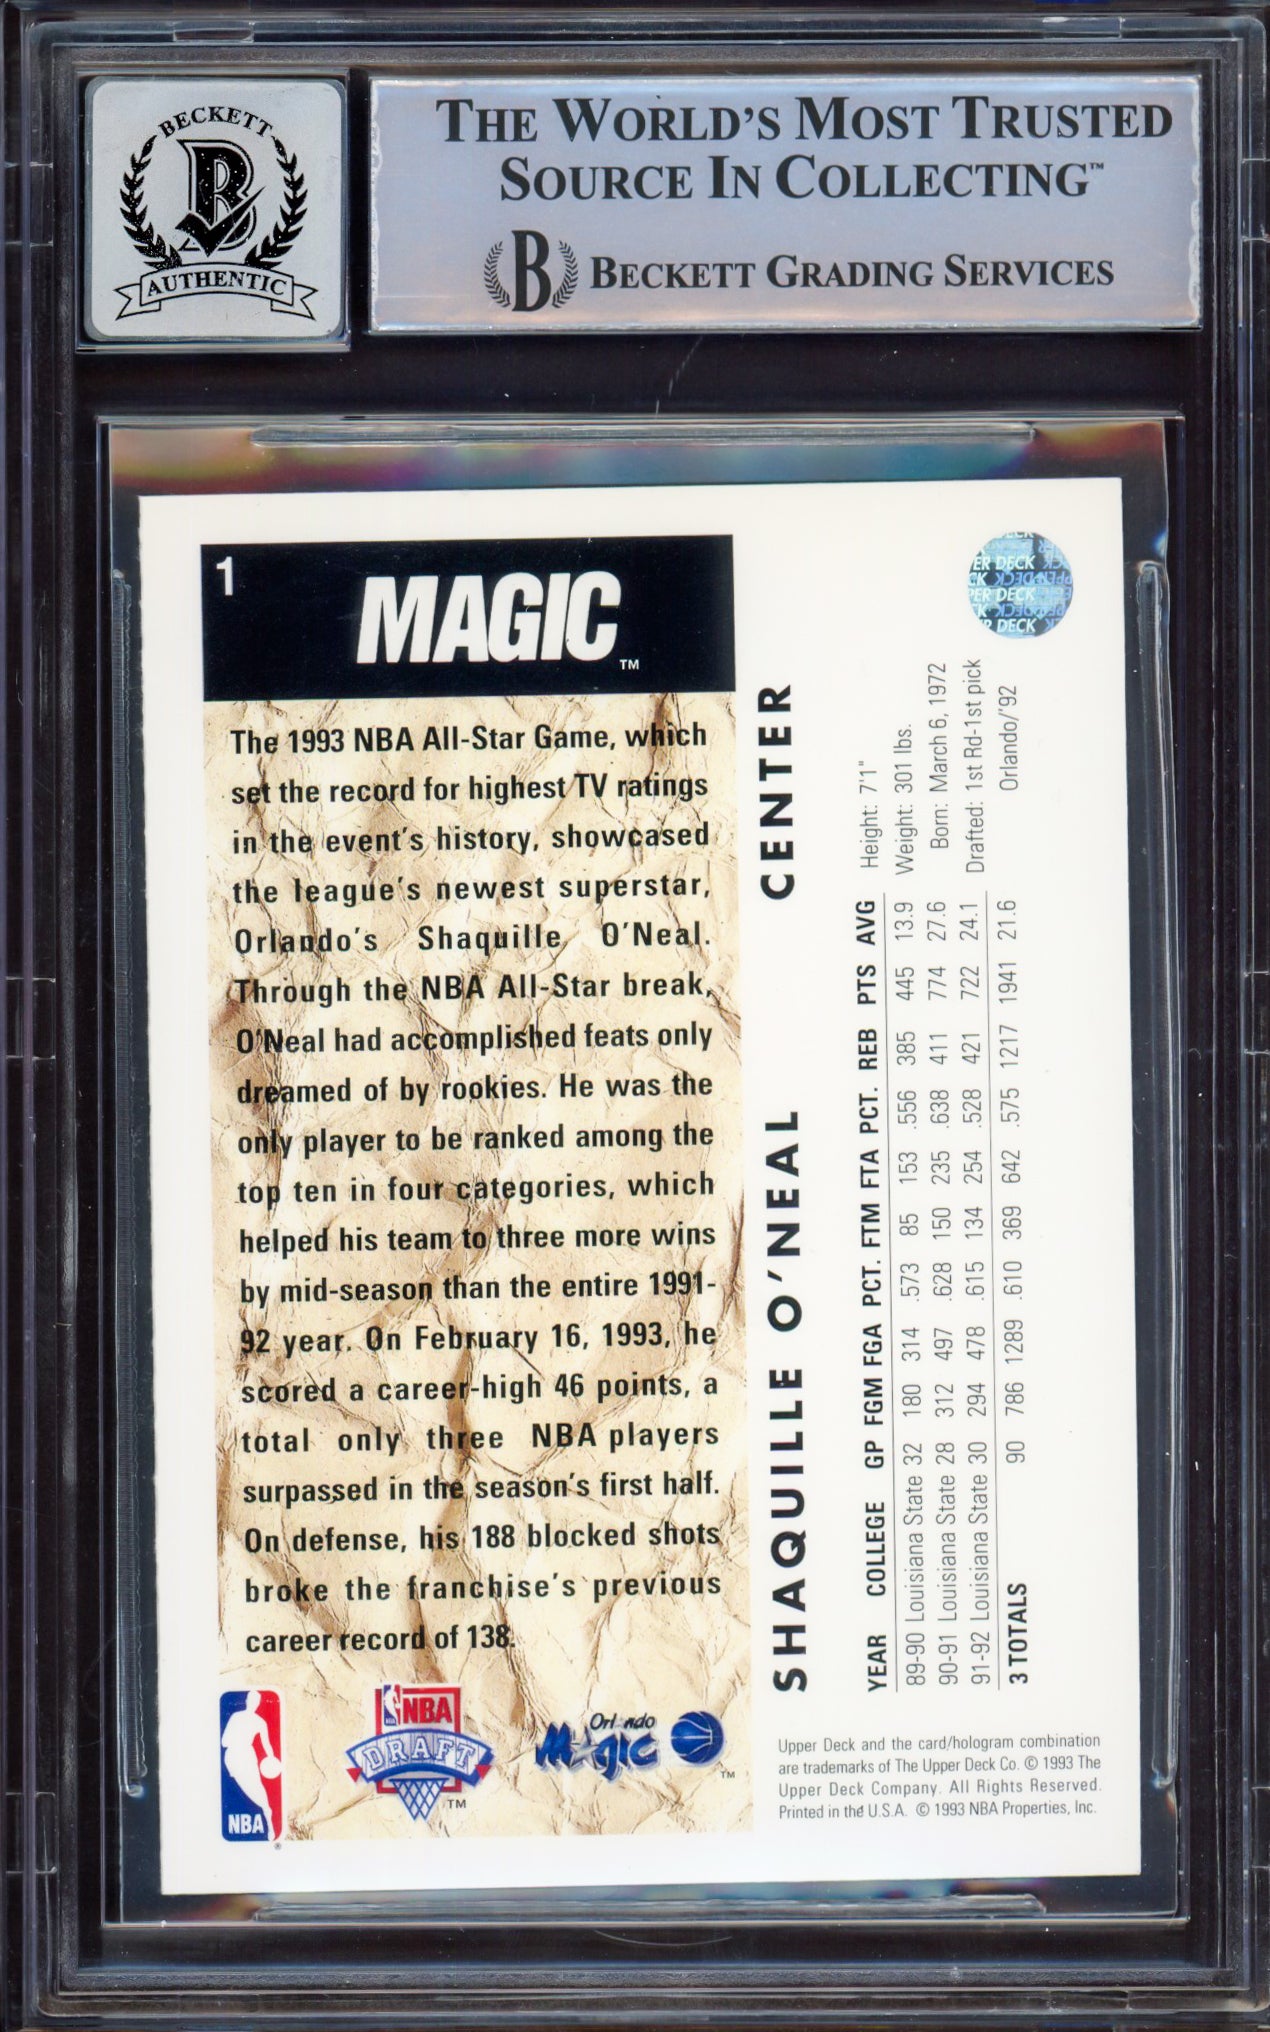 BECKETT
AUTHENTIC
THE WORLD'S MOST TRUSTED
SOURCE IN COLLECTING™
B BECKETT GRADING SERVICES
1
MAGIC™
The 1993 NBA All-Star Game, which
set the record for highest TV ratings
in the event's history, showcased
the league's newest superstar,
Orlando's Shaquille O'Neal.
Through the NBA All-Star break,
O'Neal had accomplished feats only
dreamed of by rookies. He was the
only player to be ranked among the
top ten in four categories, which
helped his team to three more wins
by mid-season than the entire 1991-
92 year. On February 16, 1993, he
scored a career-high 46 points, a
total only three NBA players
surpassed in the season's first half.
On defense, his 188 blocked shots
broke the franchise's previous
career record of 138.
NBA®
NBA
DRAFT™
Orlando
Magic™
UPPER DECK
SHAQUILLE O'NEAL CENTER
Height: 7'1"
Weight: 301 lbs.
Born: March 6, 1972
Drafted: 1st Rd-1st pick
Orlando/'92
YEAR COLLEGE GP FGM FGA PCT. FTM FTA PCT. REB PTS AVG
89-90 Louisiana State 32 180 314 .573 85 153 .556 385 445 13.9
90-91 Louisiana State 28 312 497 .628 150 235 .638 411 774 27.6
91-92 Louisiana State 30 294 478 .615 134 254 .528 421 722 24.1
3 TOTALS 90 786 1289 .610 369 642 .575 1217 1941 21.6
Upper Deck and the card/hologram combination
are trademarks of The Upper Deck Co. © 1993 The
Upper Deck Company. All Rights Reserved.
Printed in the U.S.A. © 1993 NBA Properties, Inc.